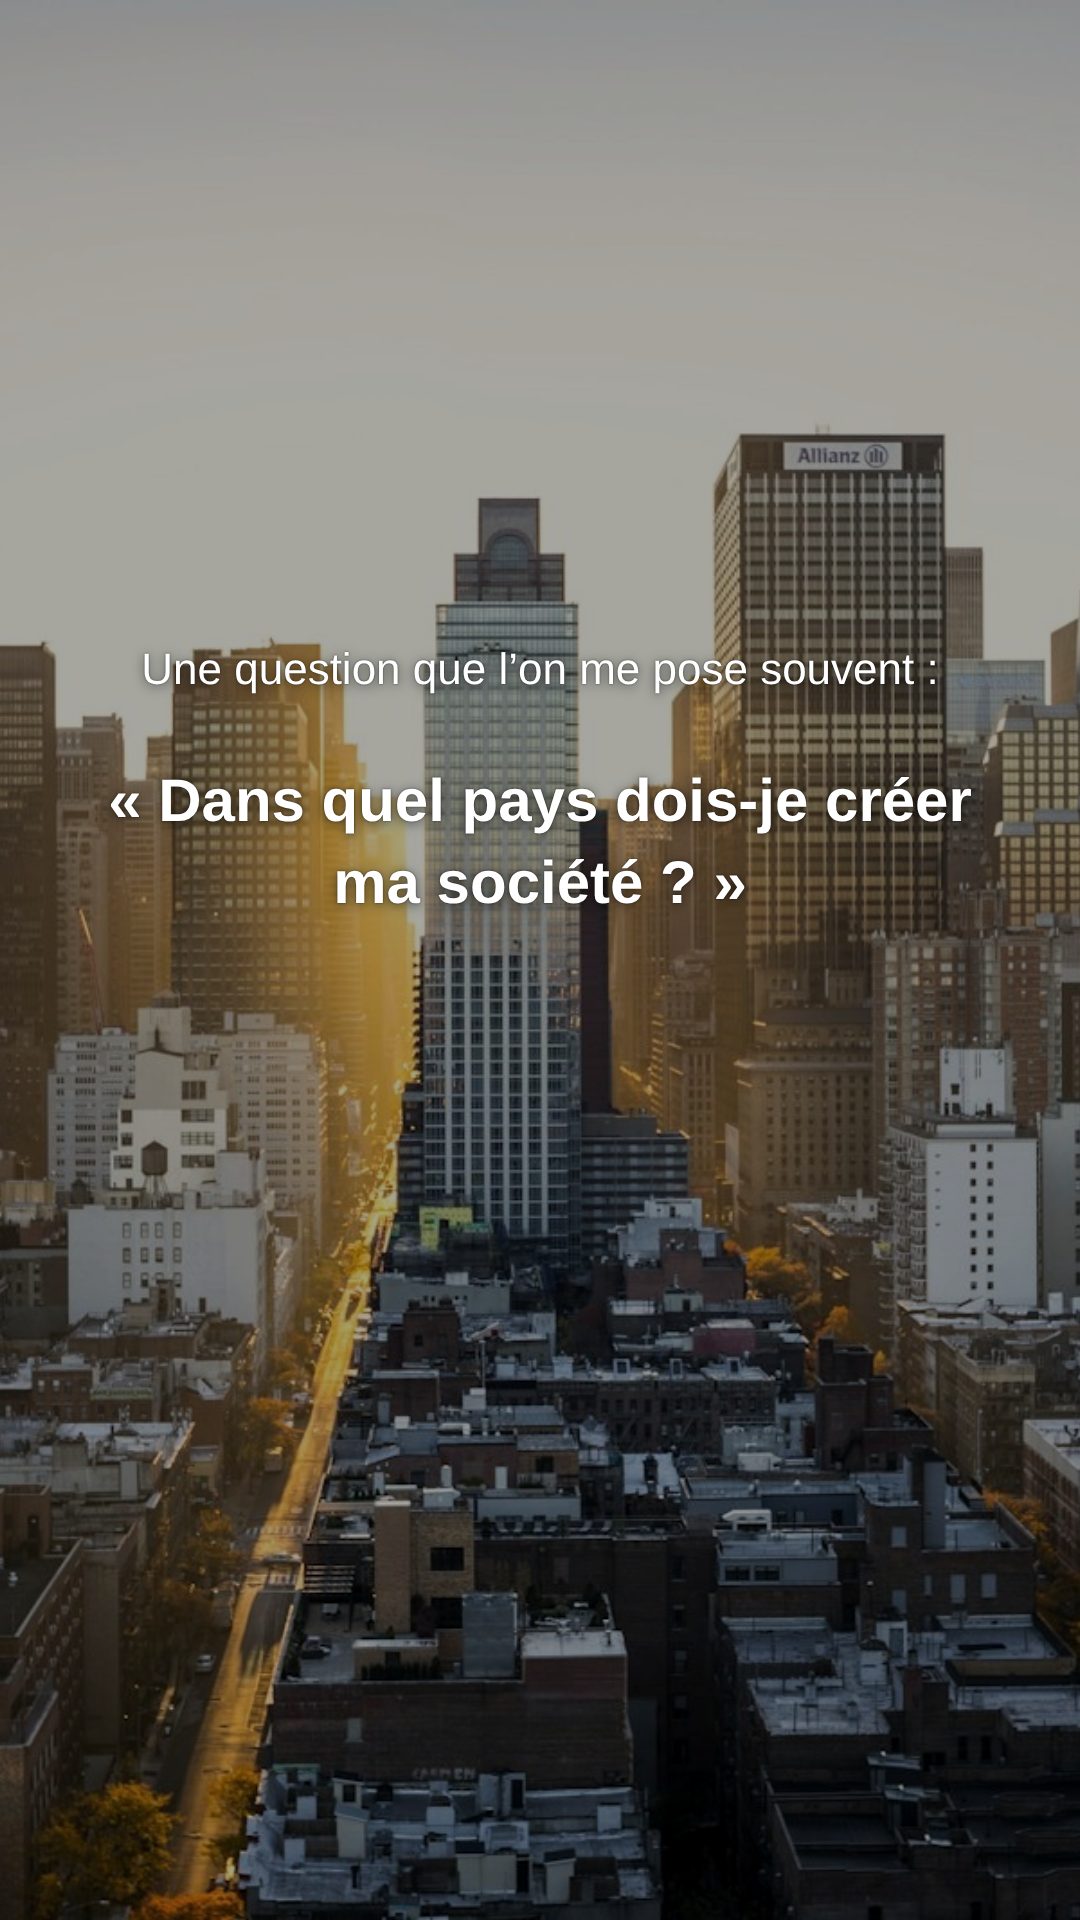 Allianz
Une question que l’on me pose souvent :
« Dans quel pays dois-je créer
ma société ? »